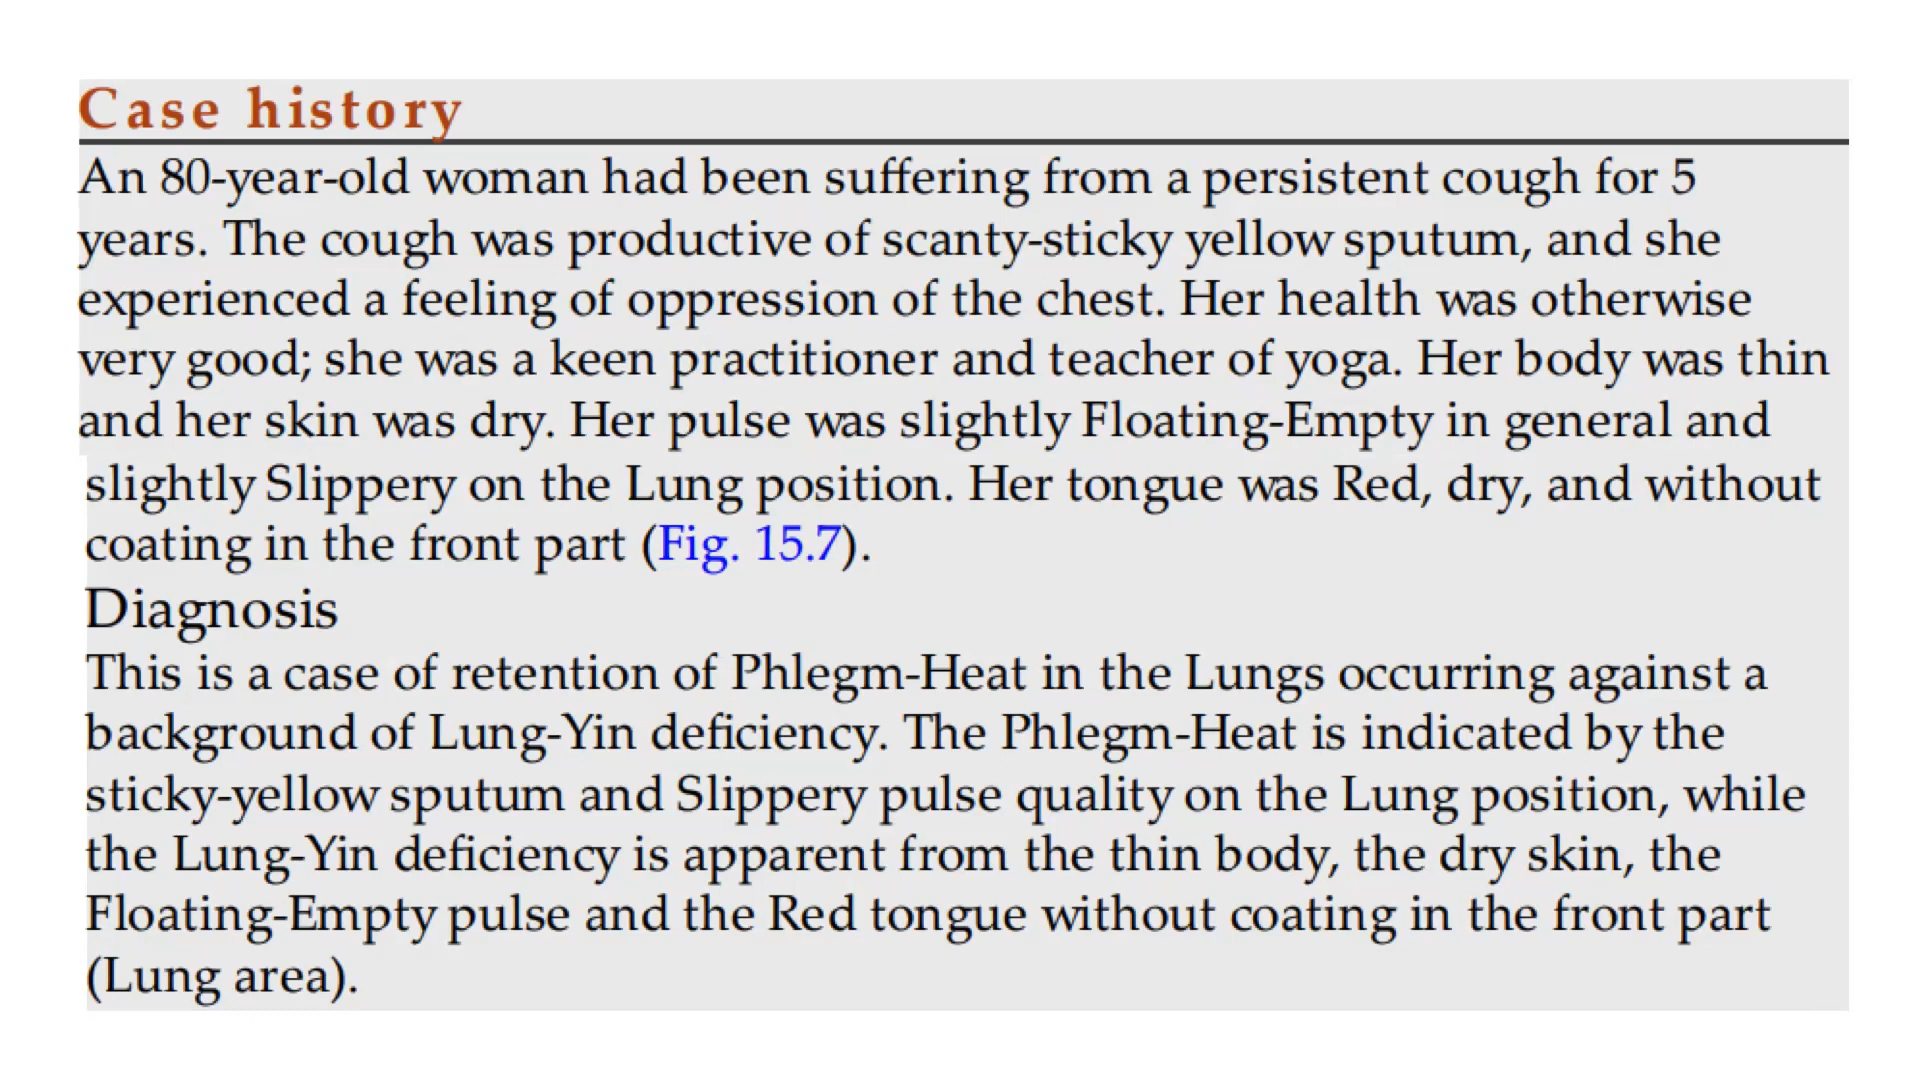 Case history
An 80-year-old woman had been suffering from a persistent cough for 5
years. The cough was productive of scanty-sticky yellow sputum, and she
experienced a feeling of oppression of the chest. Her health was otherwise
very good; she was a keen practitioner and teacher of yoga. Her body was thin
and her skin was dry. Her pulse was slightly Floating-Empty in general and
slightly Slippery on the Lung position. Her tongue was Red, dry, and without
coating in the front part (Fig. 15.7).
Diagnosis
This is a case of retention of Phlegm-Heat in the Lungs occurring against a
background of Lung-Yin deficiency. The Phlegm-Heat is indicated by the
sticky-yellow sputum and Slippery pulse quality on the Lung position, while
the Lung-Yin deficiency is apparent from the thin body, the dry skin, the
Floating-Empty pulse and the Red tongue without coating in the front part
(Lung area).